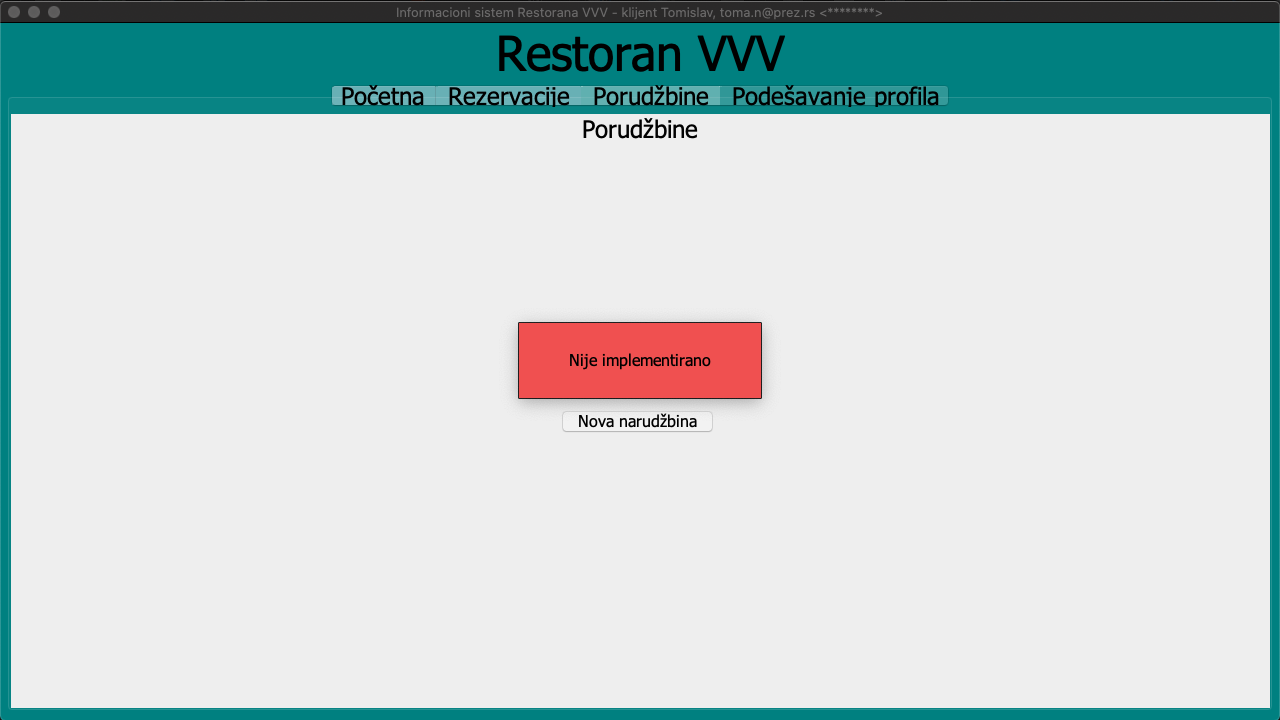 Informacioni sistem Restorana VVV - klijent Tomislav, toma.n@prez.rs <********>
Restoran VVV
Početna Rezervacije Porudžbine Podešavanje profila
Porudžbine
Nije implementirano
Nova narudžbina